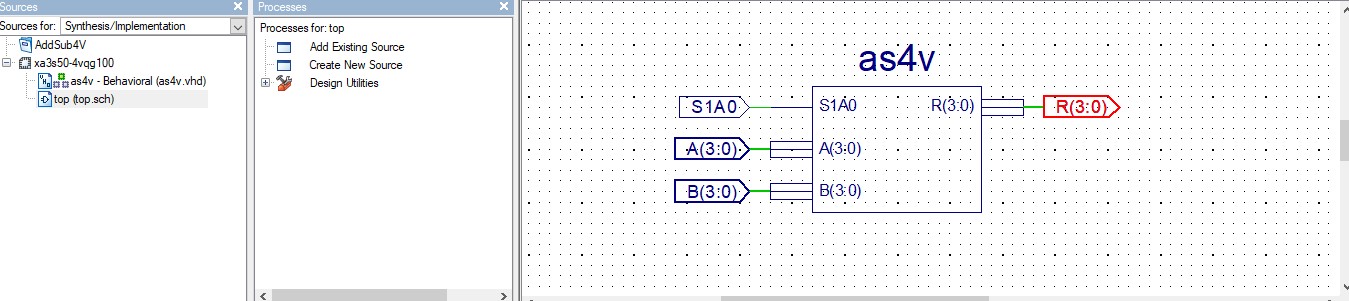 Sources
Sources for: Synthesis/Implementation
AddSub4V
xa3s50-4vqg100
as4v - Behavioral (as4v.vhd)
top (top.sch)
Processes
Processes for: top
Add Existing Source
Create New Source
Design Utilities
as4v
S1A0 S1A0 R(3:0) R(3:0)
A(3:0) A(3:0)
B(3:0) B(3:0)